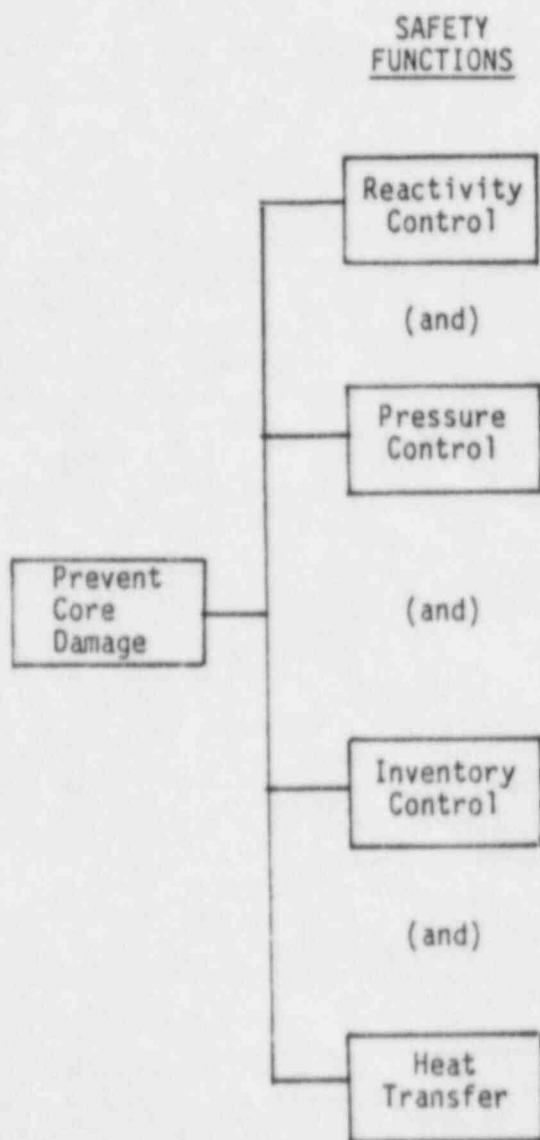 SAFETY
FUNCTIONS
Reactivity
Control
(and)
Pressure
Control
Prevent
Core
Damage
(and)
Inventory
Control
(and)
Heat
Transfer